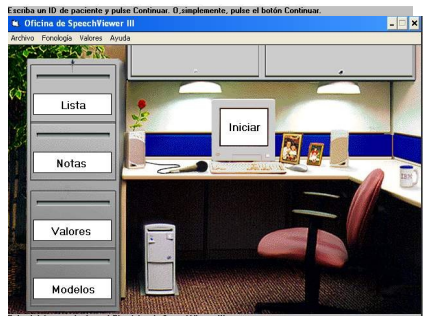 Escriba un ID de paciente y pulse Continuar. O,simplemente, pulse el botón Continuar.
Oficina de SpeechViewer III
Archivo Fonología Valores Ayuda
Lista
Iniciar
Notas
IBM
Valores
Modelos